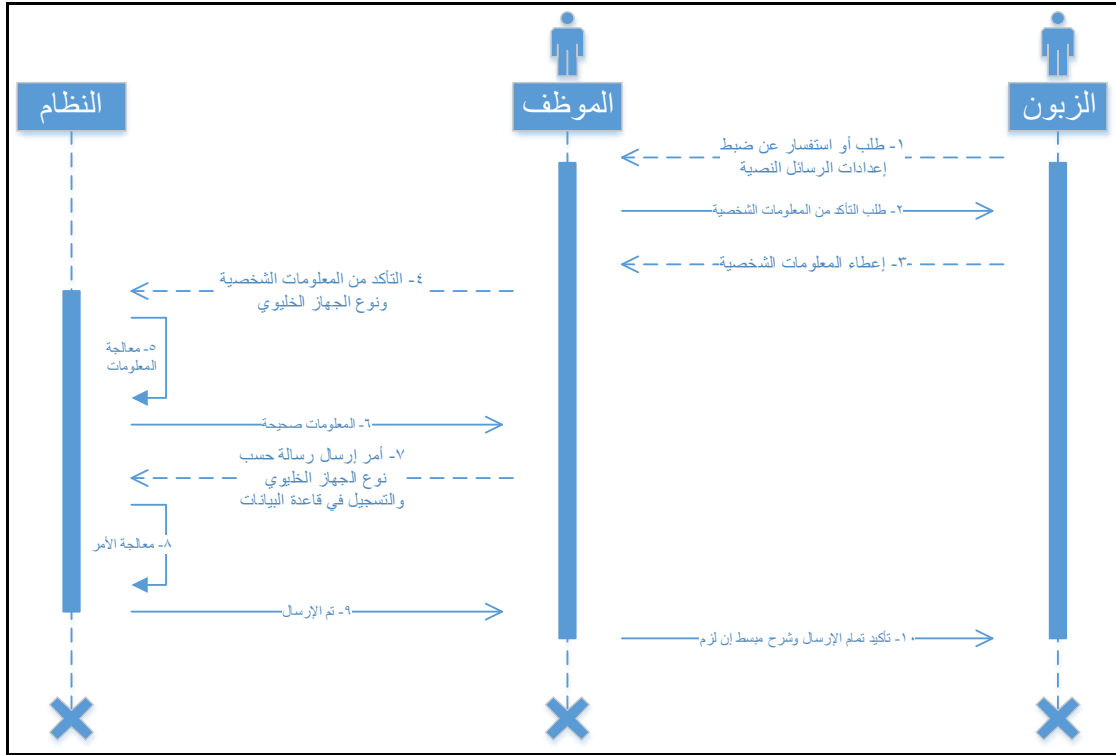 الزبون
الموظف
النظام
١- طلب أو استفسار عن ضبط
إعدادات الرسائل النصية
٢- طلب التأكد من المعلومات الشخصية
٣- إعطاء المعلومات الشخصية
٤- التأكد من المعلومات الشخصية
ونوع الجهاز الخليوي
٥- معالجة
المعلومات
٦- المعلومات صحيحة
٧- أمر إرسال رسالة حسب
نوع الجهاز الخليوي
والتسجيل في قاعدة البيانات
٨- معالجة الأمر
٩- تم الإرسال
١٠- تأكيد تمام الإرسال وشرح مبسط إن لزم